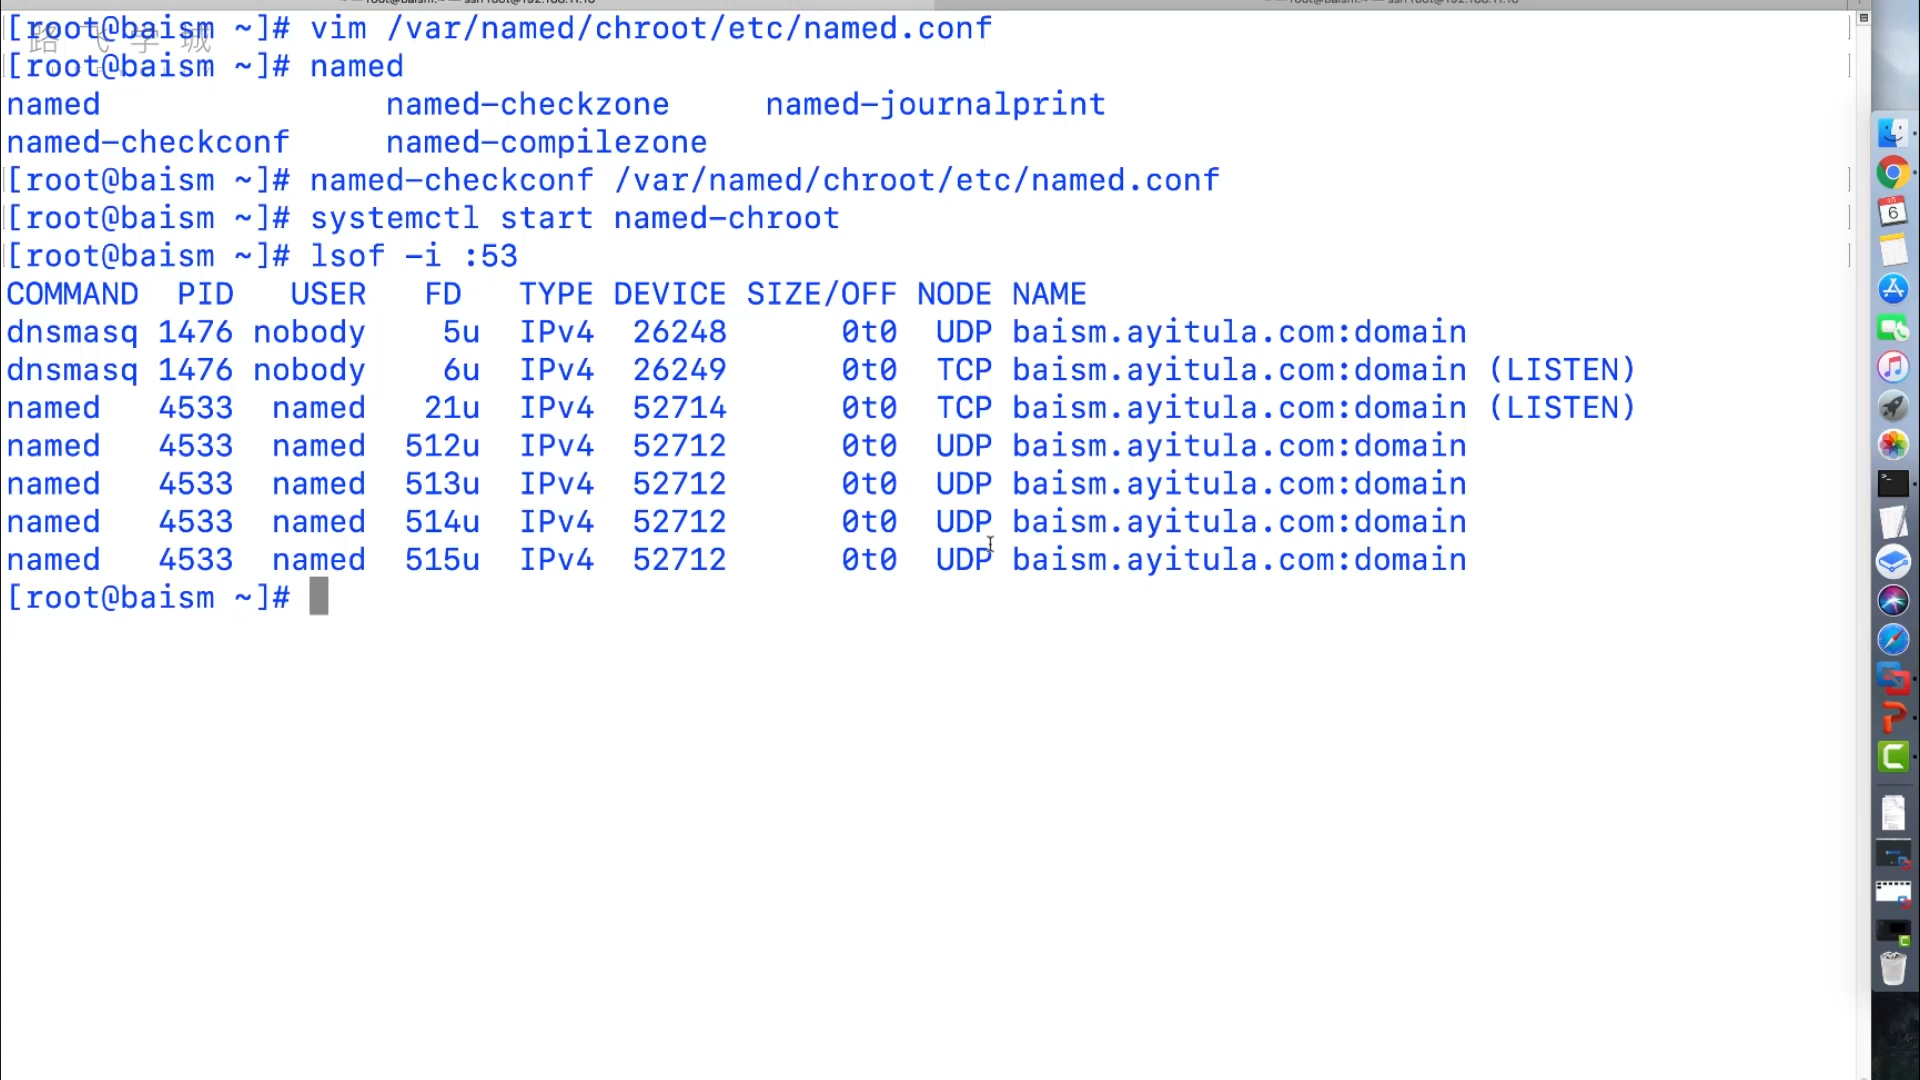 [root@baism ~]# vim /var/named/chroot/etc/named.conf
路飞学城
[root@baism ~]# named
named named-checkzone named-journalprint
named-checkconf named-compilezone
[root@baism ~]# named-checkconf /var/named/chroot/etc/named.conf
[root@baism ~]# systemctl start named-chroot
[root@baism ~]# lsof -i :53
COMMAND PID USER FD TYPE DEVICE SIZE/OFF NODE NAME
dnsmasq 1476 nobody 5u IPv4 26248 0t0 UDP baism.ayitula.com:domain
dnsmasq 1476 nobody 6u IPv4 26249 0t0 TCP baism.ayitula.com:domain (LISTEN)
named 4533 named 21u IPv4 52714 0t0 TCP baism.ayitula.com:domain (LISTEN)
named 4533 named 512u IPv4 52712 0t0 UDP baism.ayitula.com:domain
named 4533 named 513u IPv4 52712 0t0 UDP baism.ayitula.com:domain
named 4533 named 514u IPv4 52712 0t0 UDP baism.ayitula.com:domain
named 4533 named 515u IPv4 52712 0t0 UDP baism.ayitula.com:domain
[root@baism ~]#
6